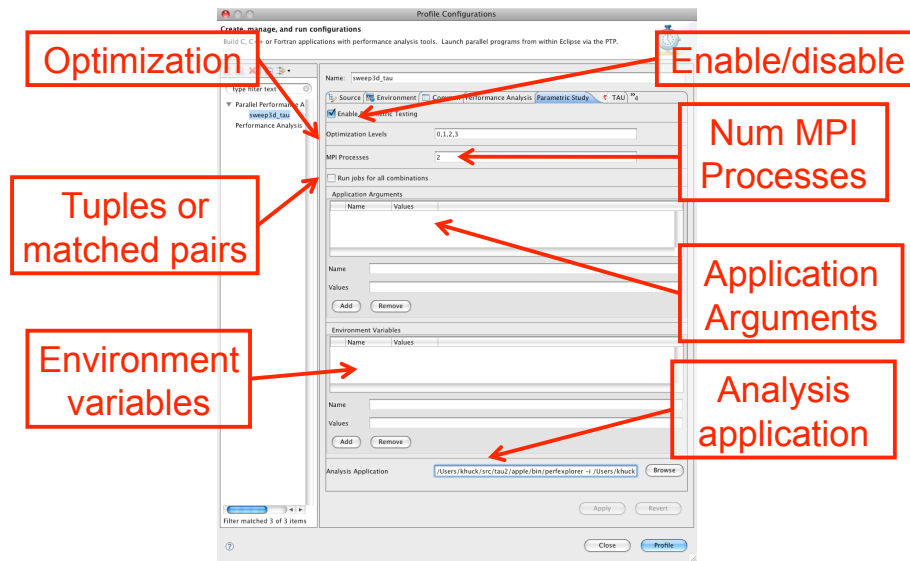 Profile Configurations
Create, manage, and run configurations
Build C, C++ or Fortran applications with performance analysis tools. Launch parallel programs from within Eclipse via the PTP.
Optimization
Enable/disable
Name: sweep3d_tau
type filter text
Source Environment Performance Analysis Parametric Study TAU »4
Parallel Performance A
sweep3d_tau
Performance Analysis
Enable Parametric Testing
Optimization Levels 0,1,2,3
Num MPI
Processes
MPI Processes 2
Run jobs for all combinations
Tuples or
matched pairs
Application Arguments
Name Values
Application
Arguments
Name
Values
Add Remove
Environment
variables
Environment Variables
Name Values
Analysis
application
Name
Values
Add Remove
Analysis Application /Users/khuck/src/tau2/apple/bin/perfexplorer -i /Users/khuck Browse
Apply Revert
Filter matched 3 of 3 items
? Close Profile